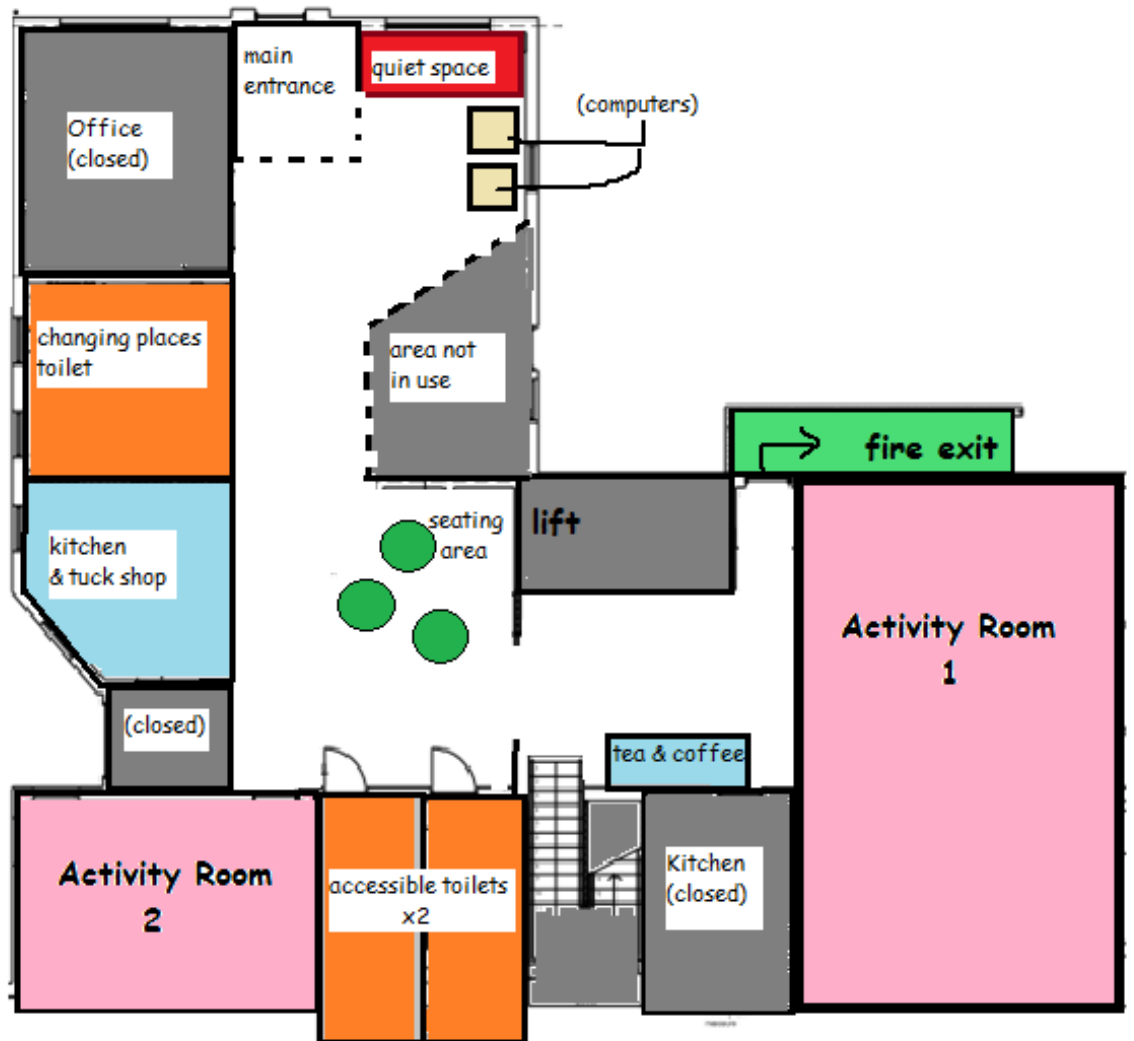 main
entrance
quiet space
(computers)
Office
(closed)
changing places
toilet
area not
in use
fire exit
seating
area
lift
kitchen
& tuck shop
Activity Room
1
(closed)
tea & coffee
Activity Room
2
accessible toilets
x2
Kitchen
(closed)